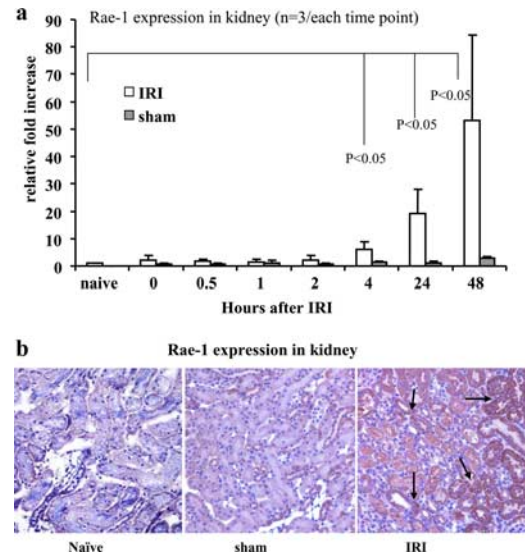 a
Rae-1 expression in kidney (n=3/each time point)
relative fold increase
90
80
70
60
50
40
30
20
10
0
IRI
sham
P<0.05
P<0.05
P<0.05
naive 0 0.5 1 2 4 24 48
Hours after IRI
b
Rae-1 expression in kidney
Naïve sham IRI